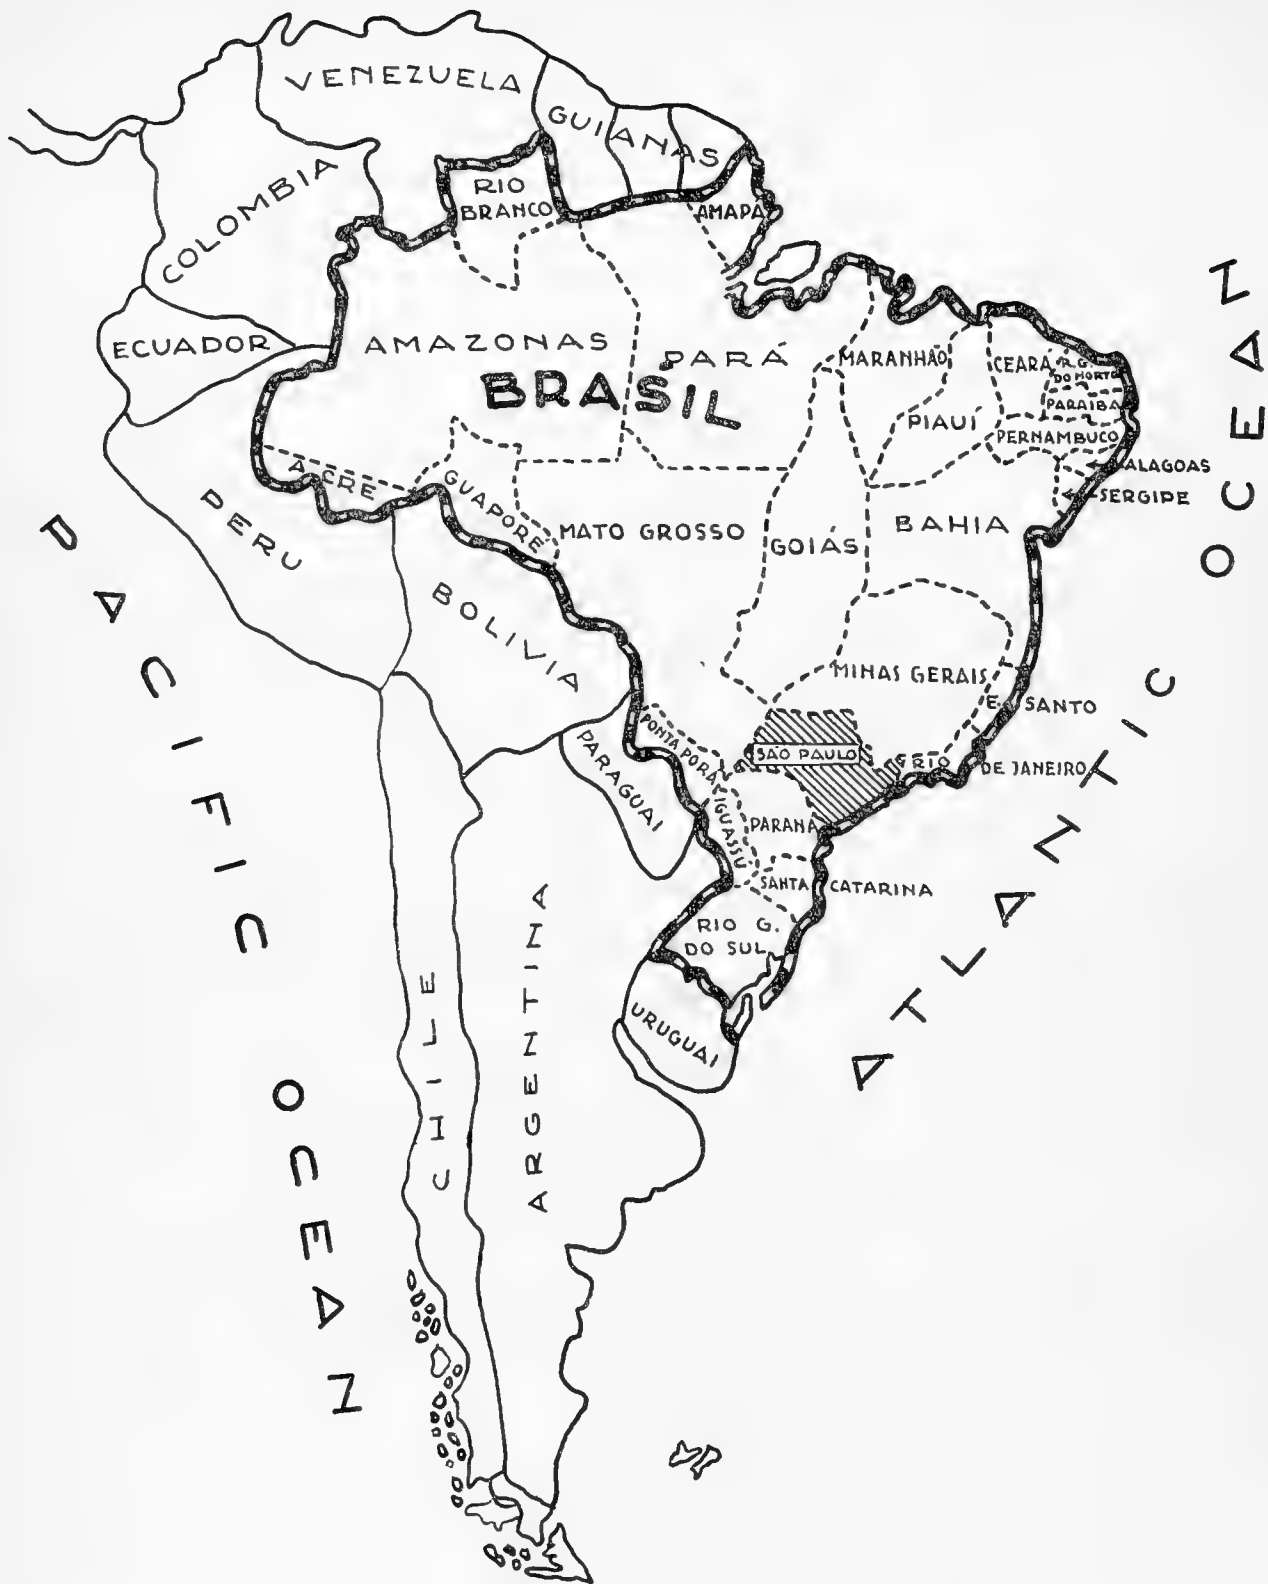 VENEZUELA
GUIANAS
COLOMBIA
RIO
BRANCO
AMAPÁ
ECUADOR
AMAZONAS
PARÁ
MARANHÃO
CEARÁ
R.G.
DO NORTE
PARAIBA
BRASIL
PIAUÍ
PERNAMBUCO
ALAGOAS
SERGIPE
ACRE
GUAPORE
PERU
MATO GROSSO
GOIÁS
BAHIA
BOLIVIA
MINAS GERAIS
E. SANTO
PONTA PORÃ
SÃO PAULO
RIO DE JANEIRO
PARAGUAI
IGUASSU
PARANÁ
SANTA CATARINA
RIO G.
DO SUL
URUGUAI
CHILE
ARGENTINA
PACIFIC OCEAN
ATLANTIC OCEAN